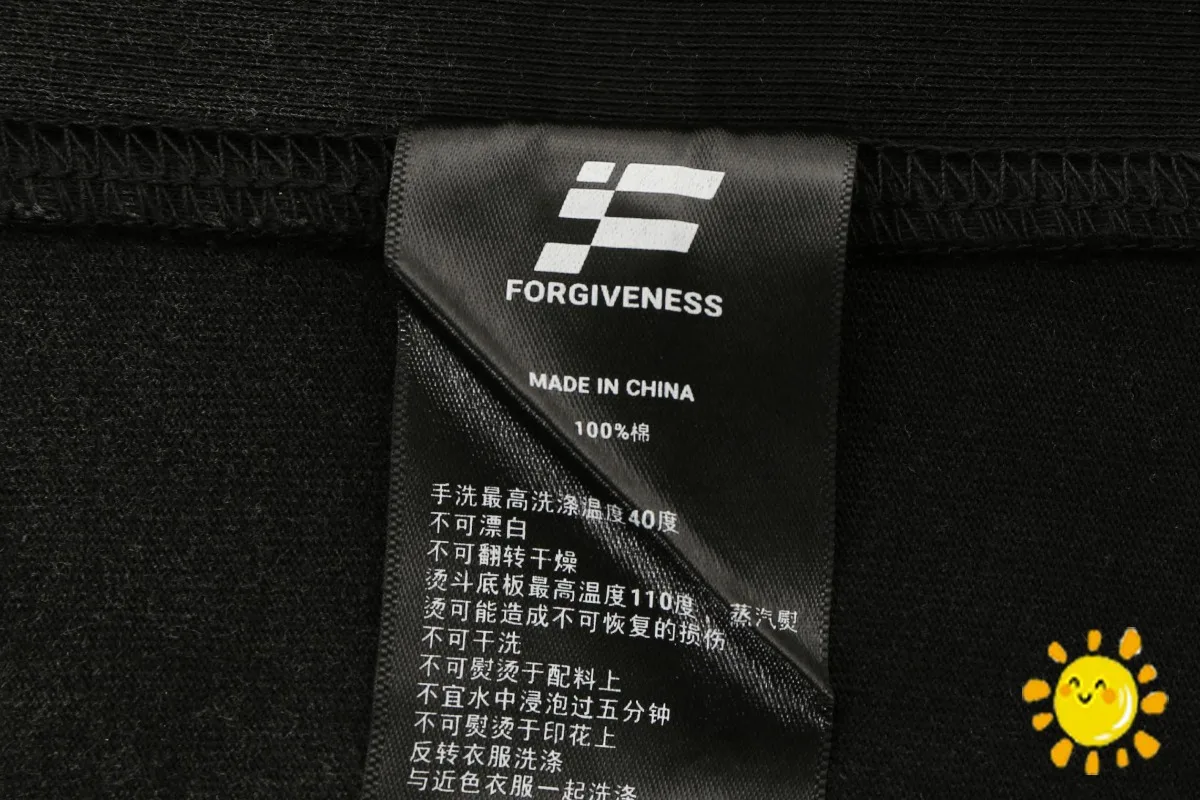 FORGIVENESS
MADE IN CHINA
100%棉
手洗最高洗涤温度40度
不可漂白
不可翻转干燥
烫斗底板最高温度110度，蒸汽熨
烫可能造成不可恢复的损伤
不可干洗
不可熨烫于配料上
不宜水中浸泡过五分钟
不可熨烫于印花上
反转衣服洗涤
与近色衣服一起洗涤